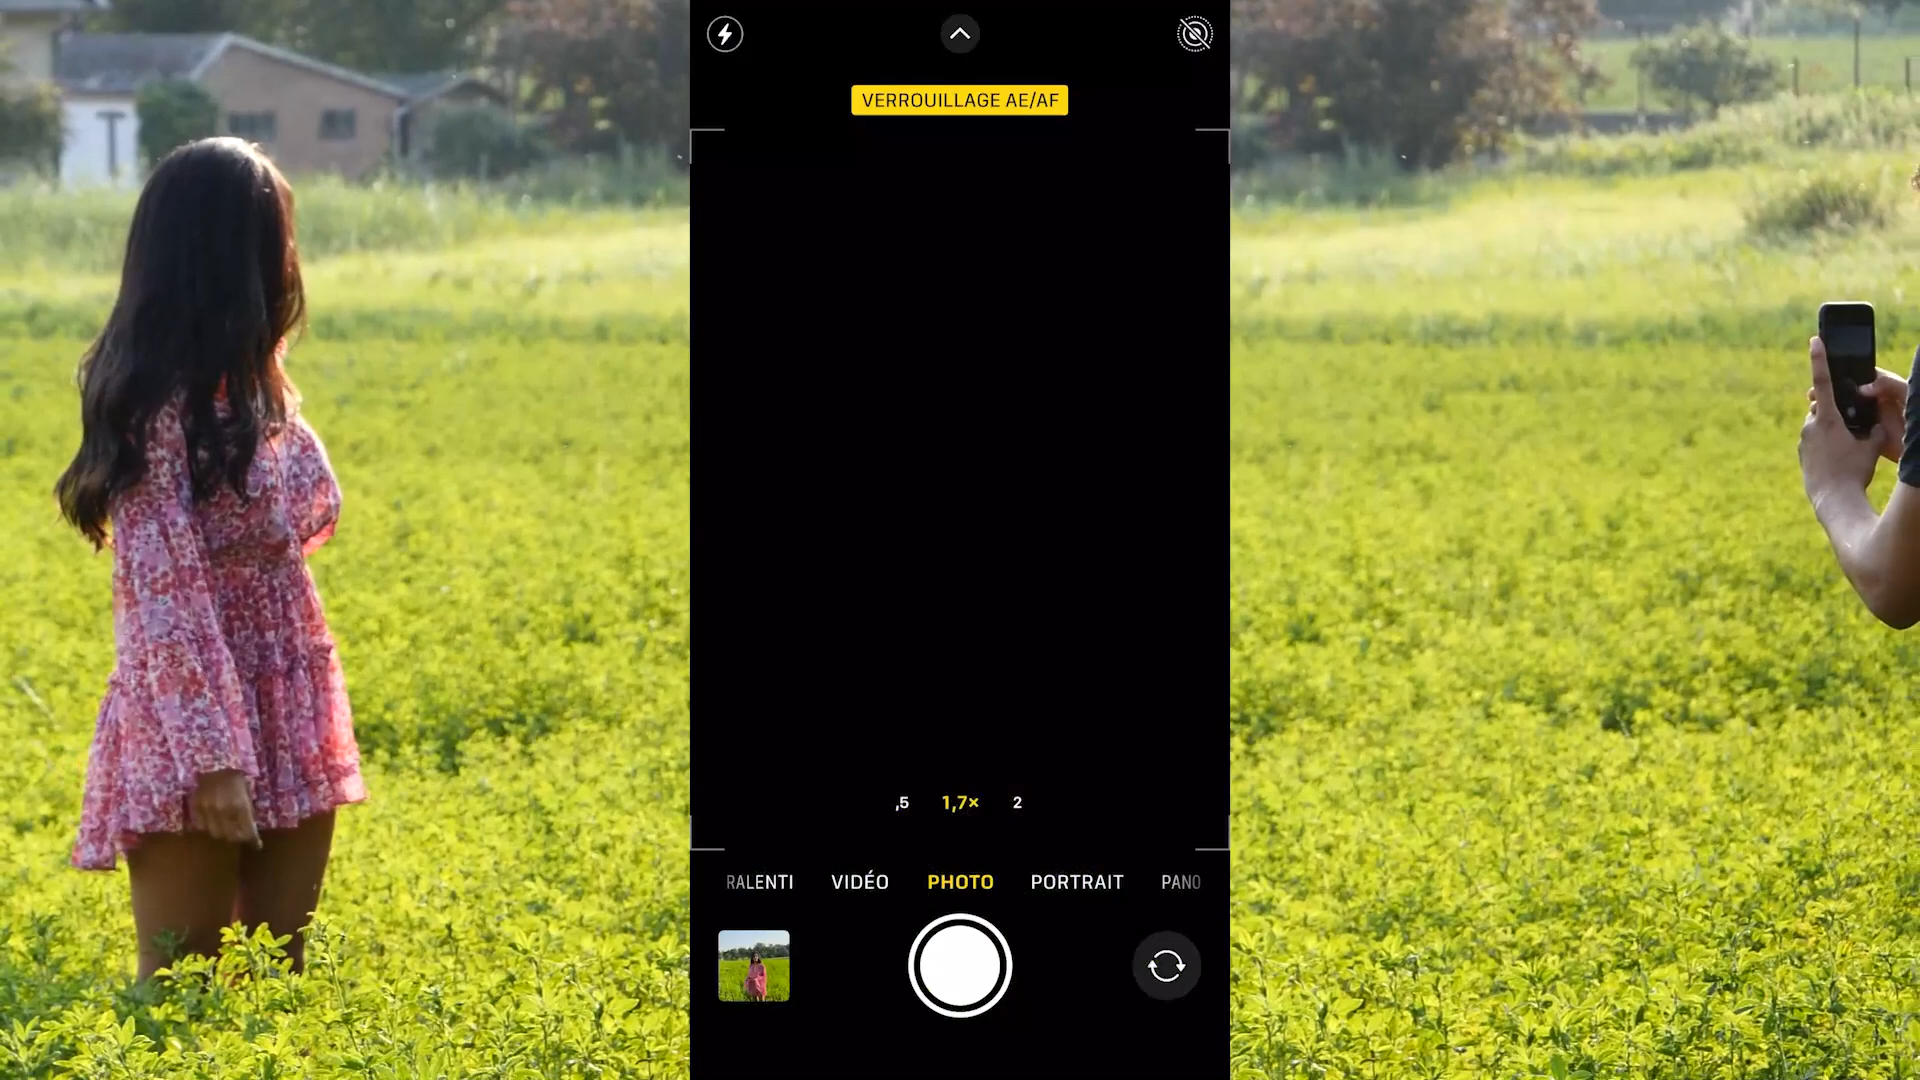 VERROUILLAGE AE/AF
,5 1,7× 2
RALENTI VIDÉO PHOTO PORTRAIT PANO